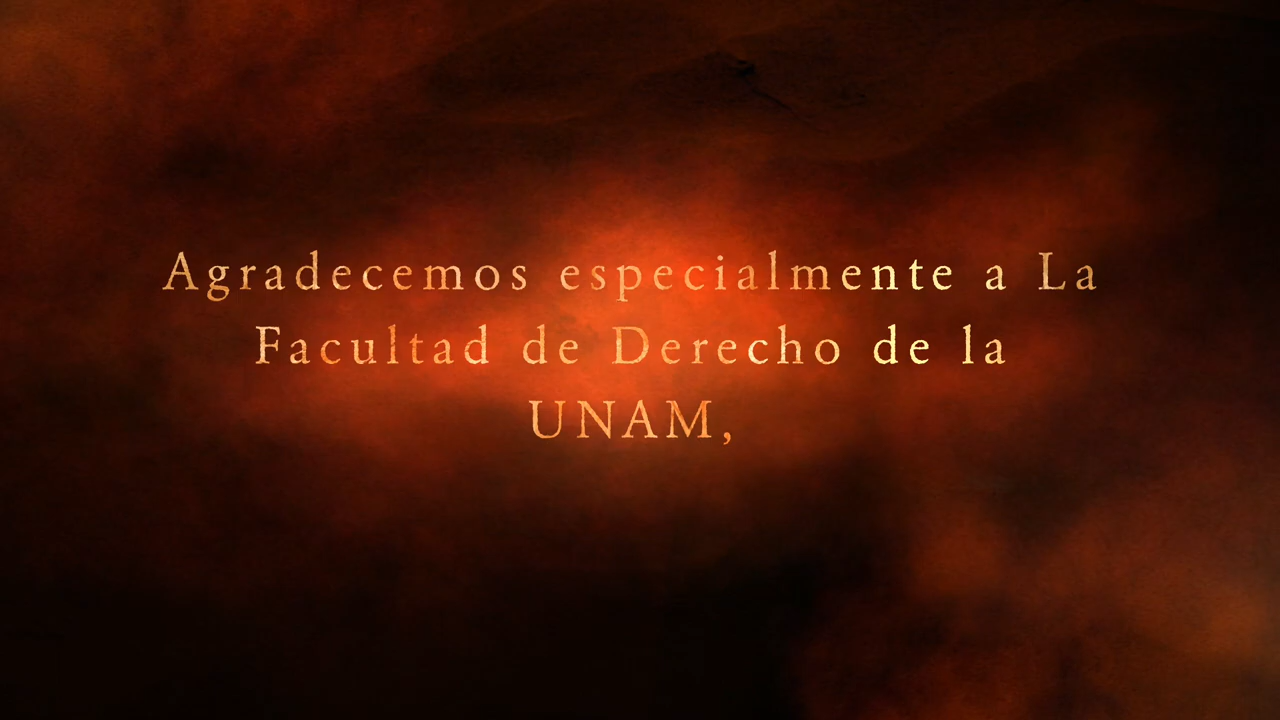 Agradecemos especialmente a La
Facultad de Derecho de la
UNAM,